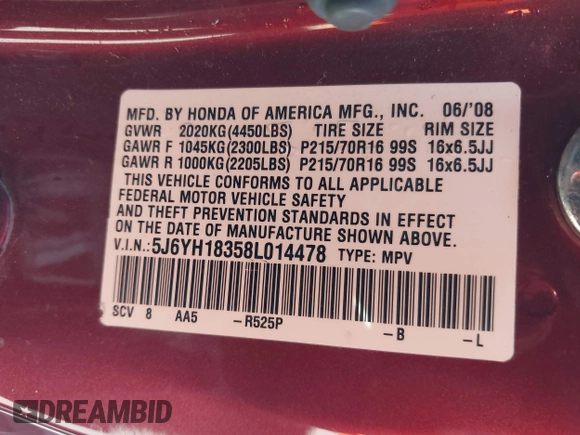 MFD. BY HONDA OF AMERICA MFG., INC. 06/'08
GVWR 2020KG(4450LBS) TIRE SIZE RIM SIZE
GAWR F 1045KG(2300LBS) P215/70R16 99S 16x6.5JJ
GAWR R 1000KG(2205LBS) P215/70R16 99S 16x6.5JJ
THIS VEHICLE CONFORMS TO ALL APPLICABLE
FEDERAL MOTOR VEHICLE SAFETY
AND THEFT PREVENTION STANDARDS IN EFFECT
ON THE DATE OF MANUFACTURE SHOWN ABOVE.
V.I.N.: 5J6YH18358L014478 TYPE: MPV
SCV 8 AA5 -R525P -B -L
DREAMBID